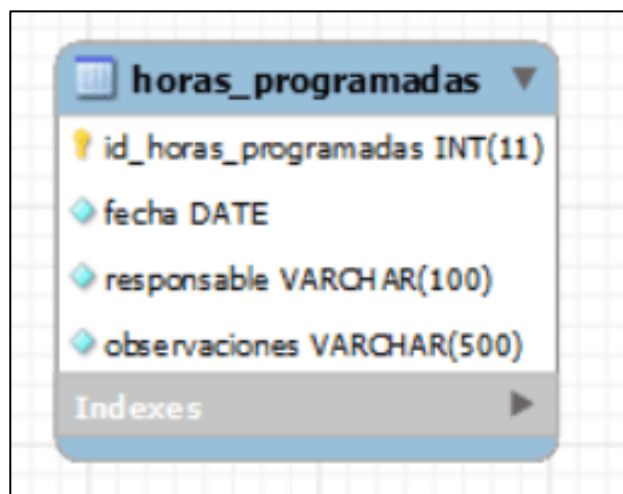 horas_programadas
id_horas_programadas INT(11)
fecha DATE
responsable VARCHAR(100)
observaciones VARCHAR(500)
Indexes